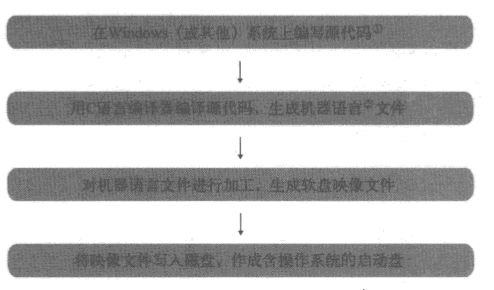 在Windows（或其他）系统上编写源代码①
用C语言编译器编译源代码，生成机器语言②文件
对机器语言文件进行加工，生成软盘映像文件
将映像文件写入磁盘，作成含操作系统的启动盘